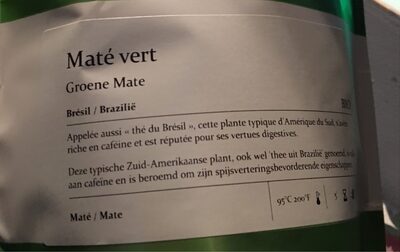 Maté vert
Groene Mate
Brésil / Brazilië
BIO
Appelée aussi « thé du Brésil », cette plante typique d'Amérique du Sud,
riche en caféine et est réputée pour ses vertues digestives.
Deze typische Zuid-Amerikaanse plant, ook wel 'thee uit Brazilië' genoemd,
aan cafeïne en is beroemd om zijn spijsverteringsbevorderende eigenschappen
Maté / Mate
95°C 200°F
5